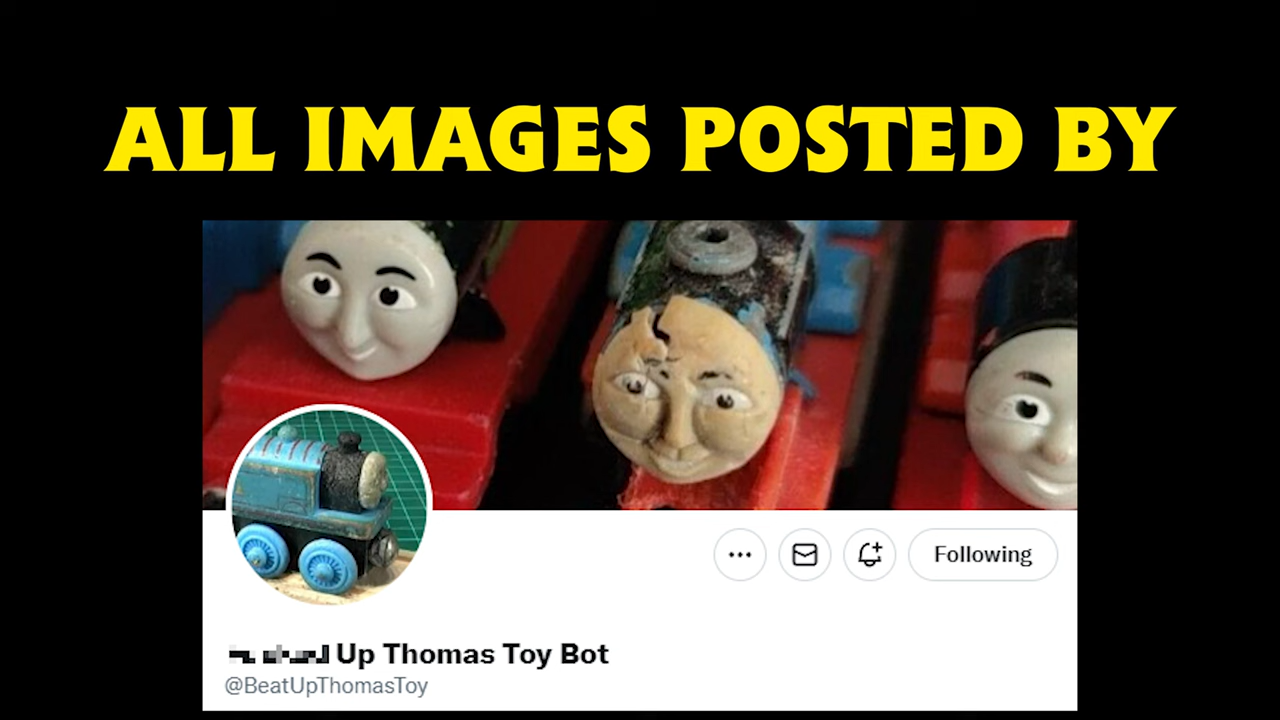 ALL IMAGES POSTED BY
Following
Up Thomas Toy Bot
@BeatUpThomasToy